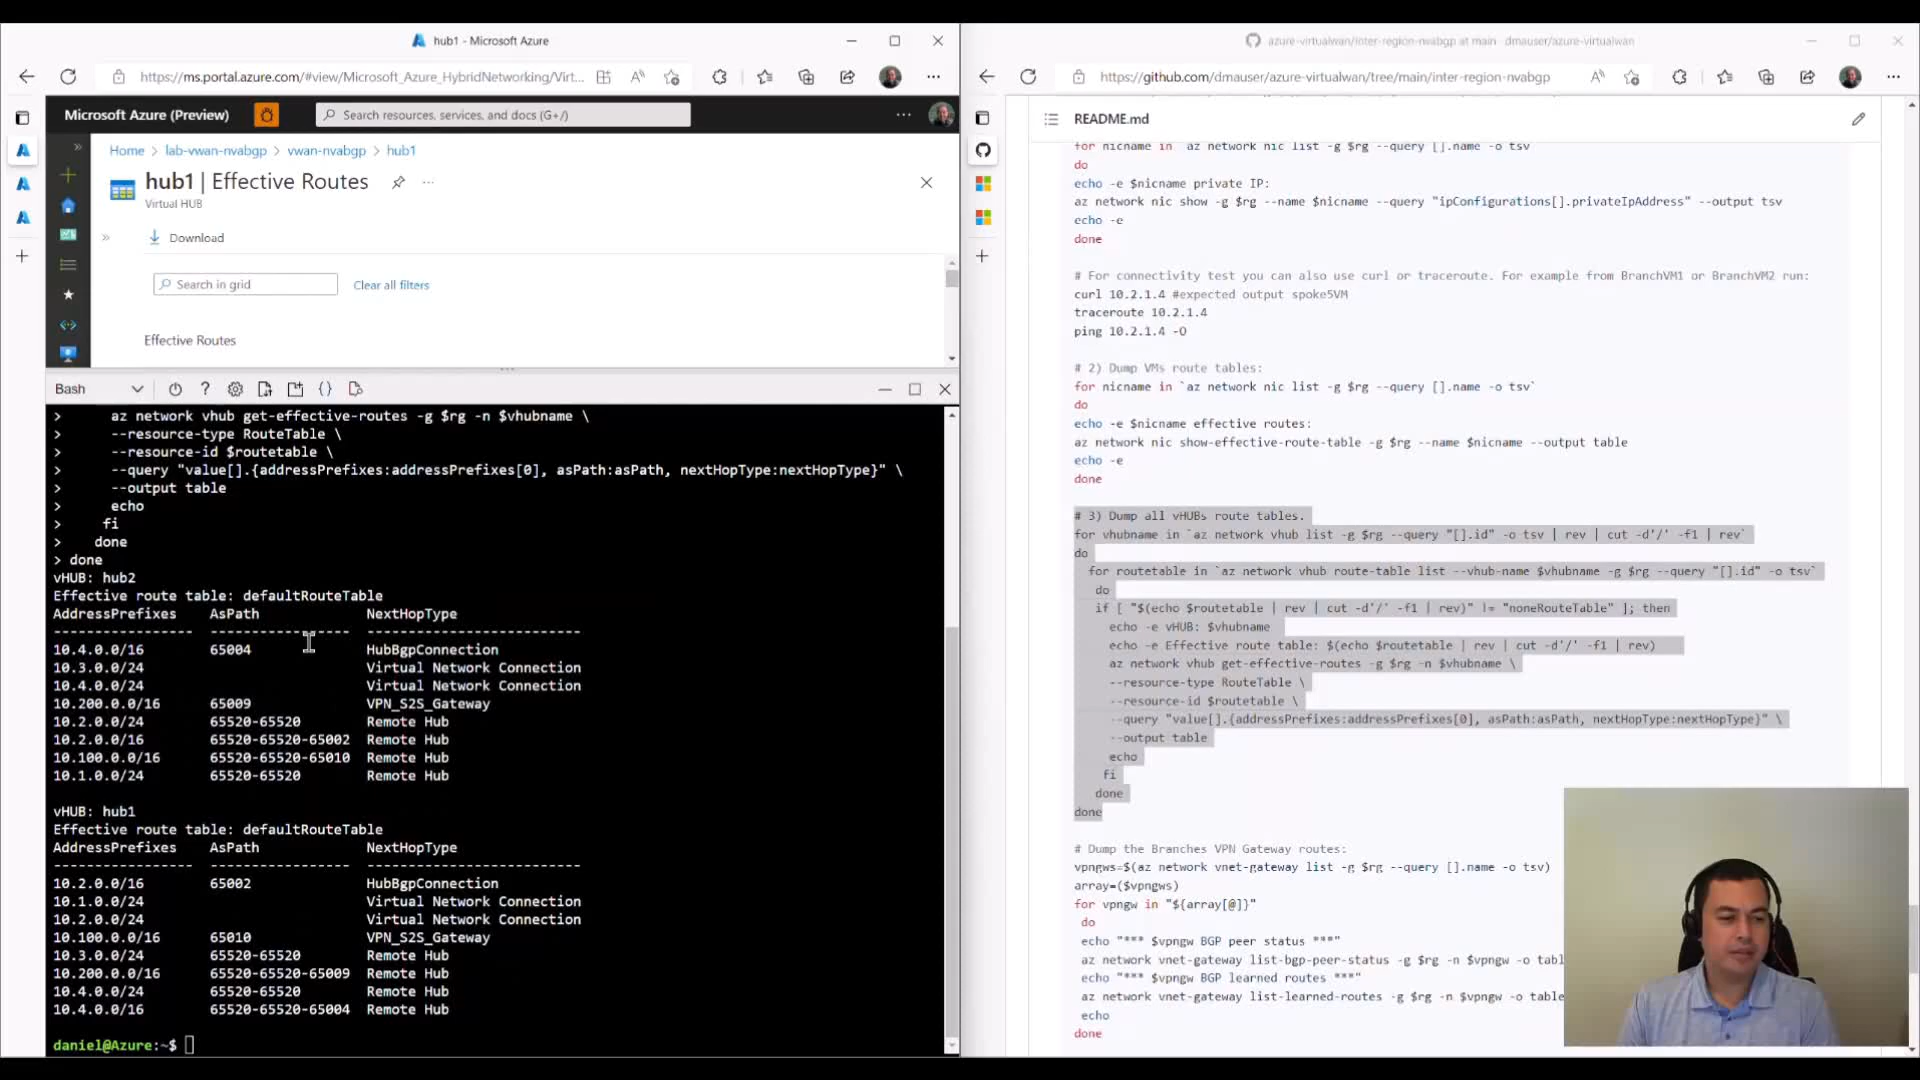 hub1 - Microsoft Azure
https://ms.portal.azure.com/#view/Microsoft_Azure_HybridNetworking/Virt...
Microsoft Azure (Preview)
Search resources, services, and docs (G+/)
Home > lab-vwan-nvabgp > vwan-nvabgp > hub1
hub1 | Effective Routes
Virtual HUB
Download
Search in grid
Clear all filters
Effective Routes
Bash
> az network vhub get-effective-routes -g $rg -n $vhubname \
> --resource-type RouteTable \
> --resource-id $routetable \
> --query "value[].{addressPrefixes:addressPrefixes[0], asPath:asPath, nextHopType:nextHopType}" \
> --output table
> echo
> fi
> done
> done
vHUB: hub2
Effective route table: defaultRouteTable
AddressPrefixes AsPath NextHopType
----------------- ----------------- --------------------------
10.4.0.0/16 65004 HubBgpConnection
10.3.0.0/24 Virtual Network Connection
10.4.0.0/24 Virtual Network Connection
10.200.0.0/16 65009 VPN_S2S_Gateway
10.2.0.0/24 65520-65520 Remote Hub
10.2.0.0/16 65520-65520-65002 Remote Hub
10.100.0.0/16 65520-65520-65010 Remote Hub
10.1.0.0/24 65520-65520 Remote Hub
vHUB: hub1
Effective route table: defaultRouteTable
AddressPrefixes AsPath NextHopType
----------------- ----------------- --------------------------
10.2.0.0/16 65002 HubBgpConnection
10.1.0.0/24 Virtual Network Connection
10.2.0.0/24 Virtual Network Connection
10.100.0.0/16 65010 VPN_S2S_Gateway
10.3.0.0/24 65520-65520 Remote Hub
10.200.0.0/16 65520-65520-65009 Remote Hub
10.4.0.0/24 65520-65520 Remote Hub
10.4.0.0/16 65520-65520-65004 Remote Hub
daniel@Azure:~$
azure-virtualwan/inter-region-nvabgp at main · dmauser/azure-virtualwan
https://github.com/dmauser/azure-virtualwan/tree/main/inter-region-nvabgp
README.md
for nicname in `az network nic list -g $rg --query [].name -o tsv`
do
echo -e $nicname private IP:
az network nic show -g $rg --name $nicname --query "ipConfigurations[].privateIpAddress" --output tsv
echo -e
done
# For connectivity test you can also use curl or traceroute. For example from BranchVM1 or BranchVM2 run:
curl 10.2.1.4 #expected output spoke5VM
traceroute 10.2.1.4
ping 10.2.1.4 -O
# 2) Dump VMs route tables:
for nicname in `az network nic list -g $rg --query [].name -o tsv`
do
echo -e $nicname effective routes:
az network nic show-effective-route-table -g $rg --name $nicname --output table
echo -e
done
# 3) Dump all vHUBs route tables.
for vhubname in `az network vhub list -g $rg --query "[].id" -o tsv | rev | cut -d'/' -f1 | rev`
do
for routetable in `az network vhub route-table list --vhub-name $vhubname -g $rg --query "[].id" -o tsv`
do
if [ "$(echo $routetable | rev | cut -d'/' -f1 | rev)" != "noneRouteTable" ]; then
echo -e vHUB: $vhubname
echo -e Effective route table: $(echo $routetable | rev | cut -d'/' -f1 | rev)
az network vhub get-effective-routes -g $rg -n $vhubname \
--resource-type RouteTable \
--resource-id $routetable \
--query "value[].{addressPrefixes:addressPrefixes[0], asPath:asPath, nextHopType:nextHopType}" \
--output table
echo
fi
done
done
# Dump the Branches VPN Gateway routes:
vpngws=$(az network vnet-gateway list -g $rg --query [].name -o tsv)
array=($vpngws)
for vpngw in "${array[@]}"
do
echo "*** $vpngw BGP peer status ***"
az network vnet-gateway list-bgp-peer-status -g $rg -n $vpngw -o tabl
echo "*** $vpngw BGP learned routes ***"
az network vnet-gateway list-learned-routes -g $rg -n $vpngw -o table
echo
done